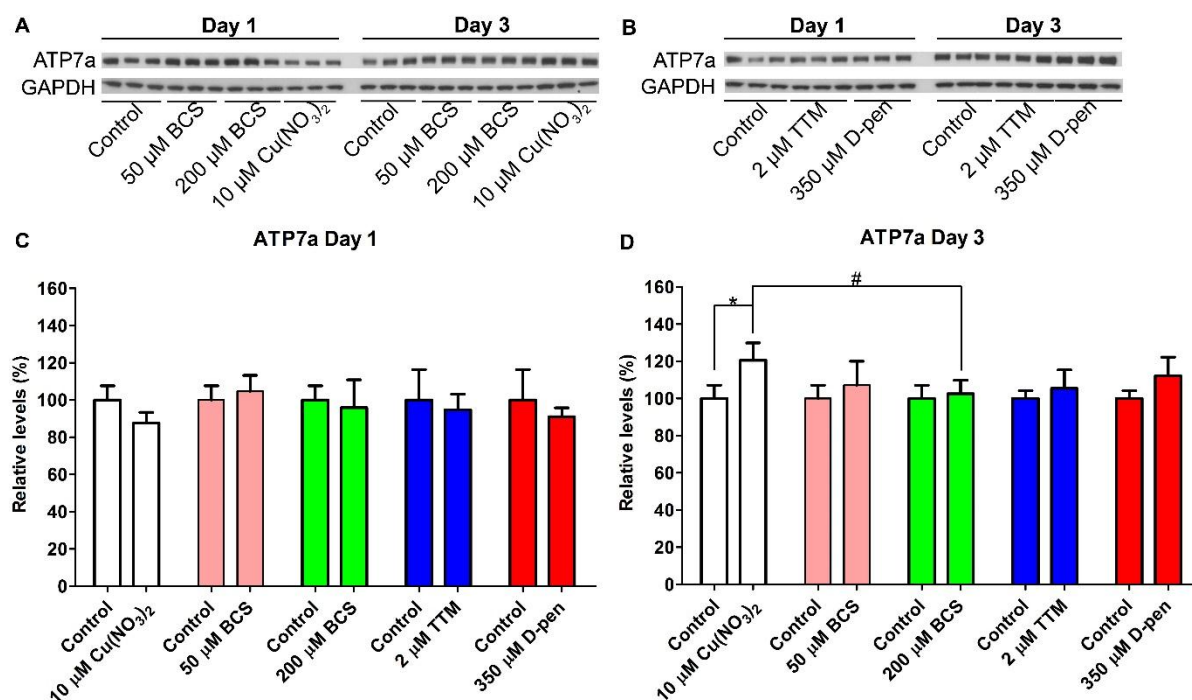 A
Day 1
Day 3
ATP7a
GAPDH
Control
50 µM BCS
200 µM BCS
10 µM Cu(NO3)2
Control
50 µM BCS
200 µM BCS
10 µM Cu(NO3)2
B
Day 1
Day 3
ATP7a
GAPDH
Control
2 µM TTM
350 µM D-pen
Control
2 µM TTM
350 µM D-pen
C
ATP7a Day 1
Relative levels (%)
160
140
120
100
80
60
40
20
0
Control
10 µM Cu(NO3)2
Control
50 µM BCS
Control
200 µM BCS
Control
2 µM TTM
Control
350 µM D-pen
D
ATP7a Day 3
Relative levels (%)
160
140
120
100
80
60
40
20
0
*
#
Control
10 µM Cu(NO3)2
Control
50 µM BCS
Control
200 µM BCS
Control
2 µM TTM
Control
350 µM D-pen